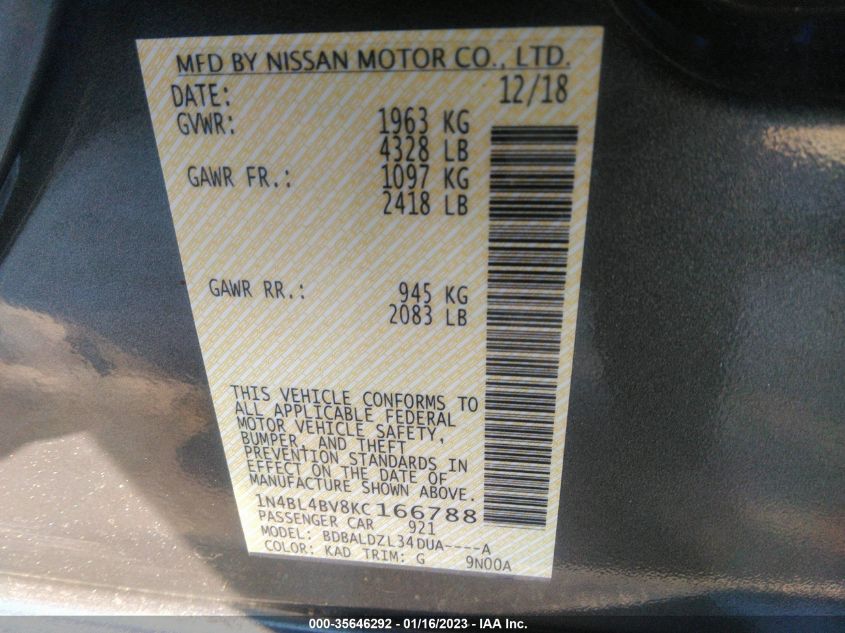 MFD BY NISSAN MOTOR CO., LTD.
DATE: 12/18
GVWR: 1963 KG
4328 LB
GAWR FR.: 1097 KG
2418 LB
GAWR RR.: 945 KG
2083 LB
THIS VEHICLE CONFORMS TO
ALL APPLICABLE FEDERAL
MOTOR VEHICLE SAFETY,
BUMPER, AND THEFT
PREVENTION STANDARDS IN
EFFECT ON THE DATE OF
MANUFACTURE SHOWN ABOVE.
1N4BL4BV8KC166788
PASSENGER CAR 921
MODEL: BDBALDZL34DUA----A
COLOR: KAD TRIM: G 9N00A
000-35646292 - 01/16/2023 - IAA Inc.